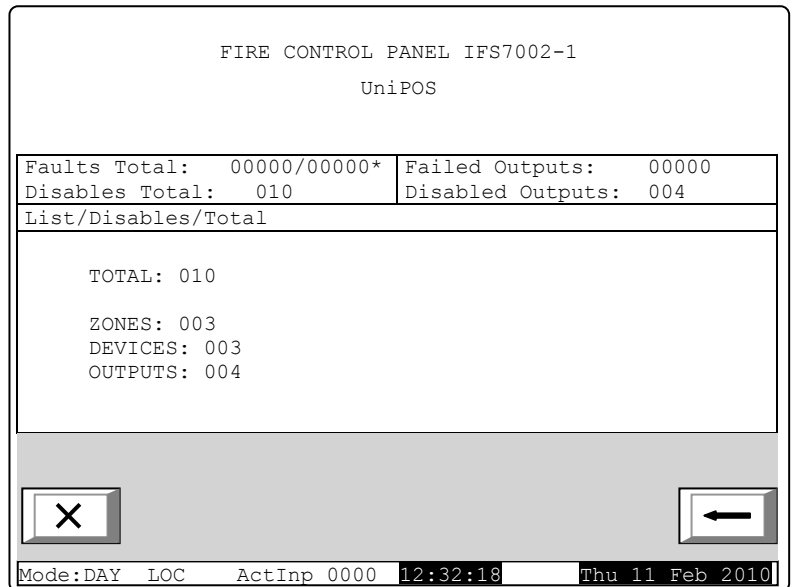 FIRE CONTROL PANEL IFS7002-1
UniPOS
Faults Total: 00000/00000* Failed Outputs: 00000
Disables Total: 010 Disabled Outputs: 004
List/Disables/Total
TOTAL: 010
ZONES: 003
DEVICES: 003
OUTPUTS: 004
Mode:DAY LOC ActInp 0000 12:32:18 Thu 11 Feb 2010